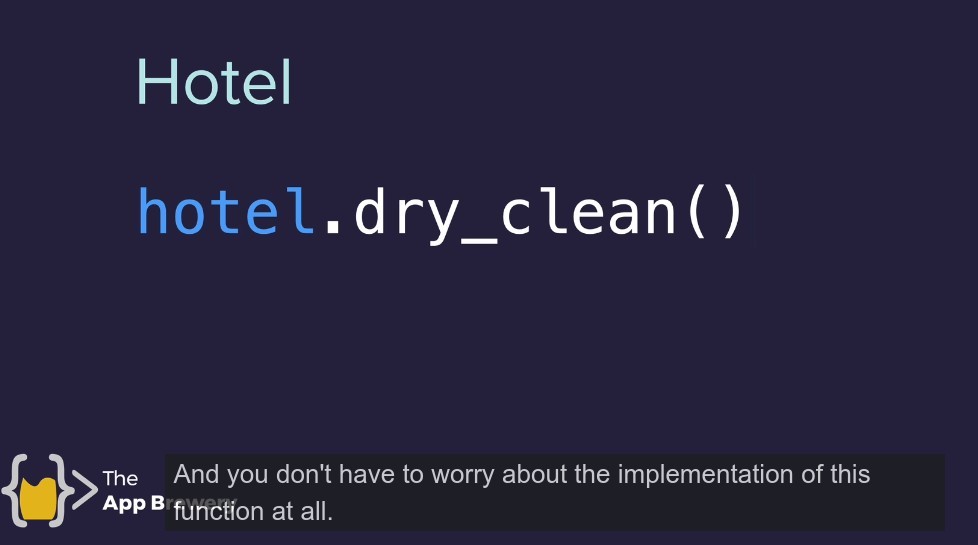 Hotel
hotel.dry_clean()
The
App Brewery
And you don't have to worry about the implementation of this
function at all.